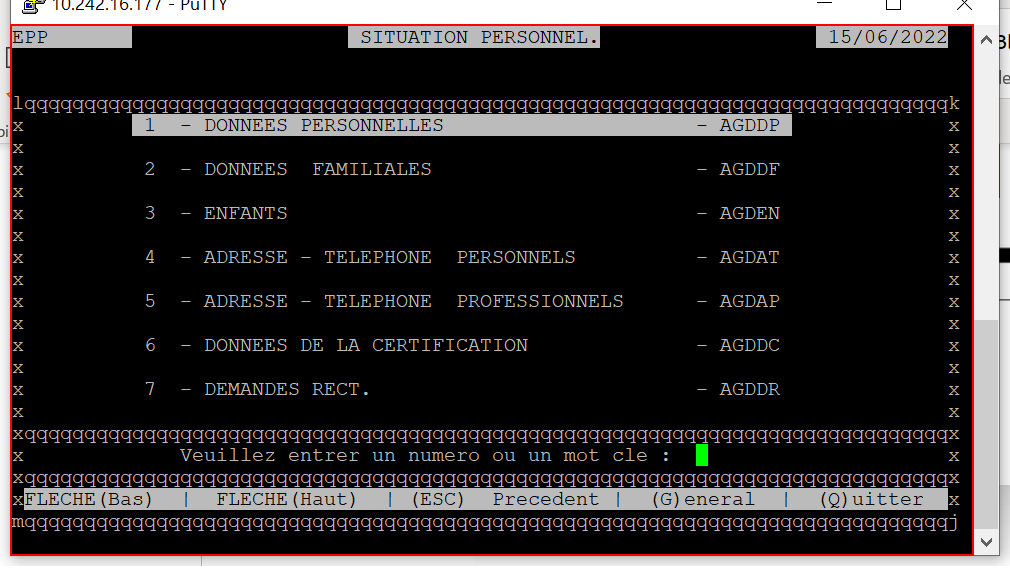 10.242.16.177 - PuTTY
EPP SITUATION PERSONNEL. 15/06/2022
lqqqqqqqqqqqqqqqqqqqqqqqqqqqqqqqqqqqqqqqqqqqqqqqqqqqqqqqqqqqqqqqqqqqqqqqqqqqqqk
x 1 - DONNEES PERSONNELLES - AGDDP x
x x
x 2 - DONNEES FAMILIALES - AGDDF x
x x
x 3 - ENFANTS - AGDEN x
x x
x 4 - ADRESSE - TELEPHONE PERSONNELS - AGDAT x
x x
x 5 - ADRESSE - TELEPHONE PROFESSIONNELS - AGDAP x
x x
x 6 - DONNEES DE LA CERTIFICATION - AGDDC x
x x
x 7 - DEMANDES RECT. - AGDDR x
x x
xqqqqqqqqqqqqqqqqqqqqqqqqqqqqqqqqqqqqqqqqqqqqqqqqqqqqqqqqqqqqqqqqqqqqqqqqqqqqqx
x Veuillez entrer un numero ou un mot cle : x
xqqqqqqqqqqqqqqqqqqqqqqqqqqqqqqqqqqqqqqqqqqqqqqqqqqqqqqqqqqqqqqqqqqqqqqqqqqqqqx
xFLECHE(Bas) | FLECHE(Haut) | (ESC) Precedent | (G)eneral | (Q)uitter x
mqqqqqqqqqqqqqqqqqqqqqqqqqqqqqqqqqqqqqqqqqqqqqqqqqqqqqqqqqqqqqqqqqqqqqqqqqqqqqj